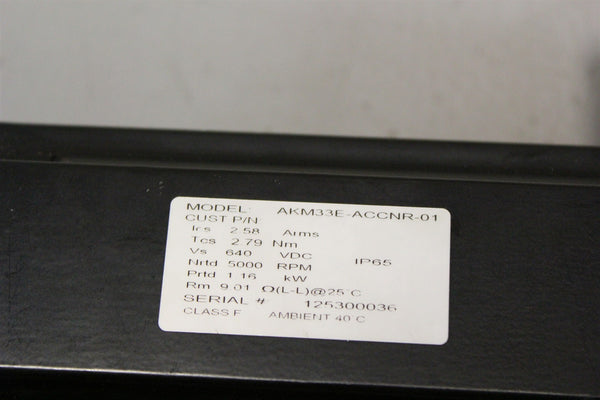 MODEL: AKM33E-ACCNR-01
CUST P/N
Ics 2.58 Arms
Tcs 2.79 Nm
Vs 640 VDC IP65
Nrtd 5000 RPM
Prtd 1.16 kW
Rm 9.01 Ω(L-L)@25°C
SERIAL # 125300036
CLASS F AMBIENT 40°C